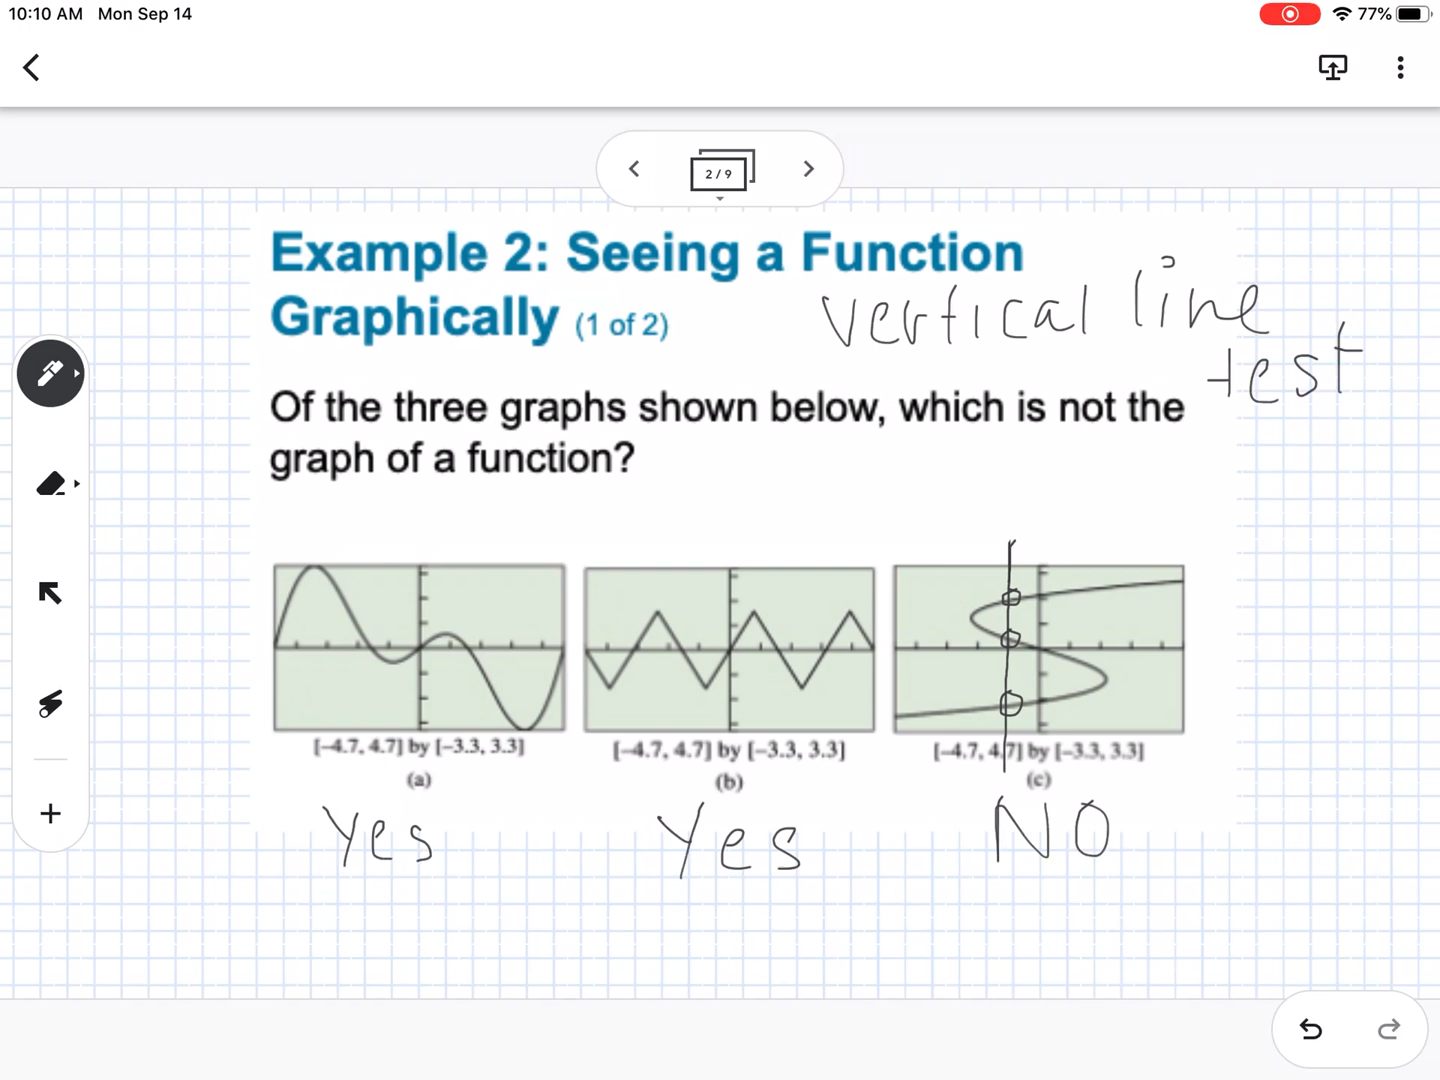 10:10 AM Mon Sep 14
77%
2 / 9
Example 2: Seeing a Function
Graphically (1 of 2)
vertical line
test
Of the three graphs shown below, which is not the
graph of a function?
[−4.7, 4.7] by [−3.3, 3.3]
(a)
[−4.7, 4.7] by [−3.3, 3.3]
(b)
[−4.7, 4.7] by [−3.3, 3.3]
(c)
Yes
Yes
NO